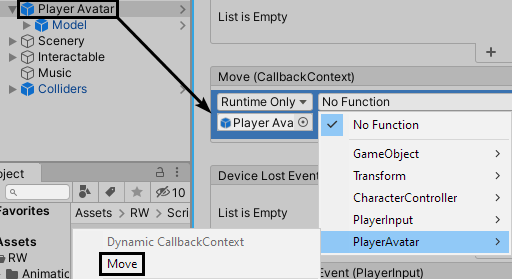 Player Avatar
Model
Scenery
Interactable
Music
Colliders
oject
10
Favorites
Assets
RW
Animation
Assets > RW > Scri
List is Empty
Move (CallbackContext)
Runtime Only
No Function
Player Ava
No Function
GameObject
Transform
CharacterController
PlayerInput
PlayerAvatar
Device Lost Event
List is Empty
Dynamic CallbackContext
Move
Event (PlayerInput)